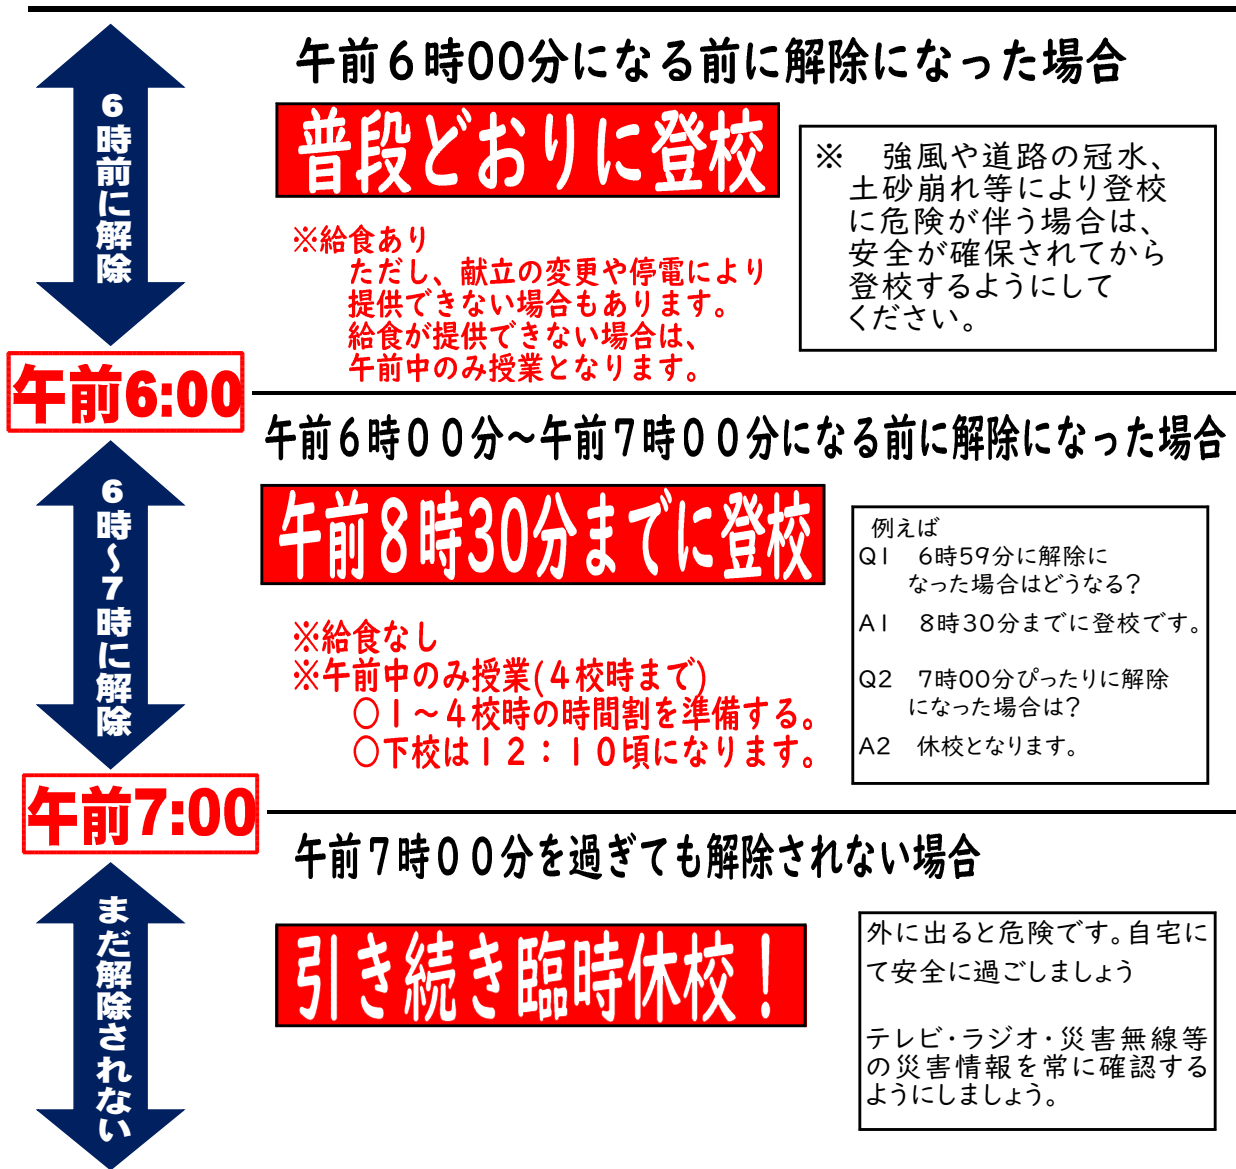 6時前に解除
午前6時00分になる前に解除になった場合
普段どおりに登校
※給食あり
ただし、献立の変更や停電により
提供できない場合もあります。
給食が提供できない場合は、
午前中のみ授業となります。
※　強風や道路の冠水、
土砂崩れ等により登校
に危険が伴う場合は、
安全が確保されてから
登校するようにして
ください。
午前6:00
6時～7時に解除
午前6時００分～午前7時００分になる前に解除になった場合
午前8時30分までに登校
※給食なし
※午前中のみ授業(4校時まで)
○1～4校時の時間割を準備する。
○下校は12：10頃になります。
例えば
Q1　6時59分に解除に
なった場合はどうなる？
A1　8時30分までに登校です。
Q2　7時00分ぴったりに解除
になった場合は？
A2　休校となります。
午前7:00
まだ解除されない
午前7時００分を過ぎても解除されない場合
引き続き臨時休校！
外に出ると危険です。自宅に
て安全に過ごしましょう
テレビ・ラジオ・災害無線等
の災害情報を常に確認する
ようにしましょう。